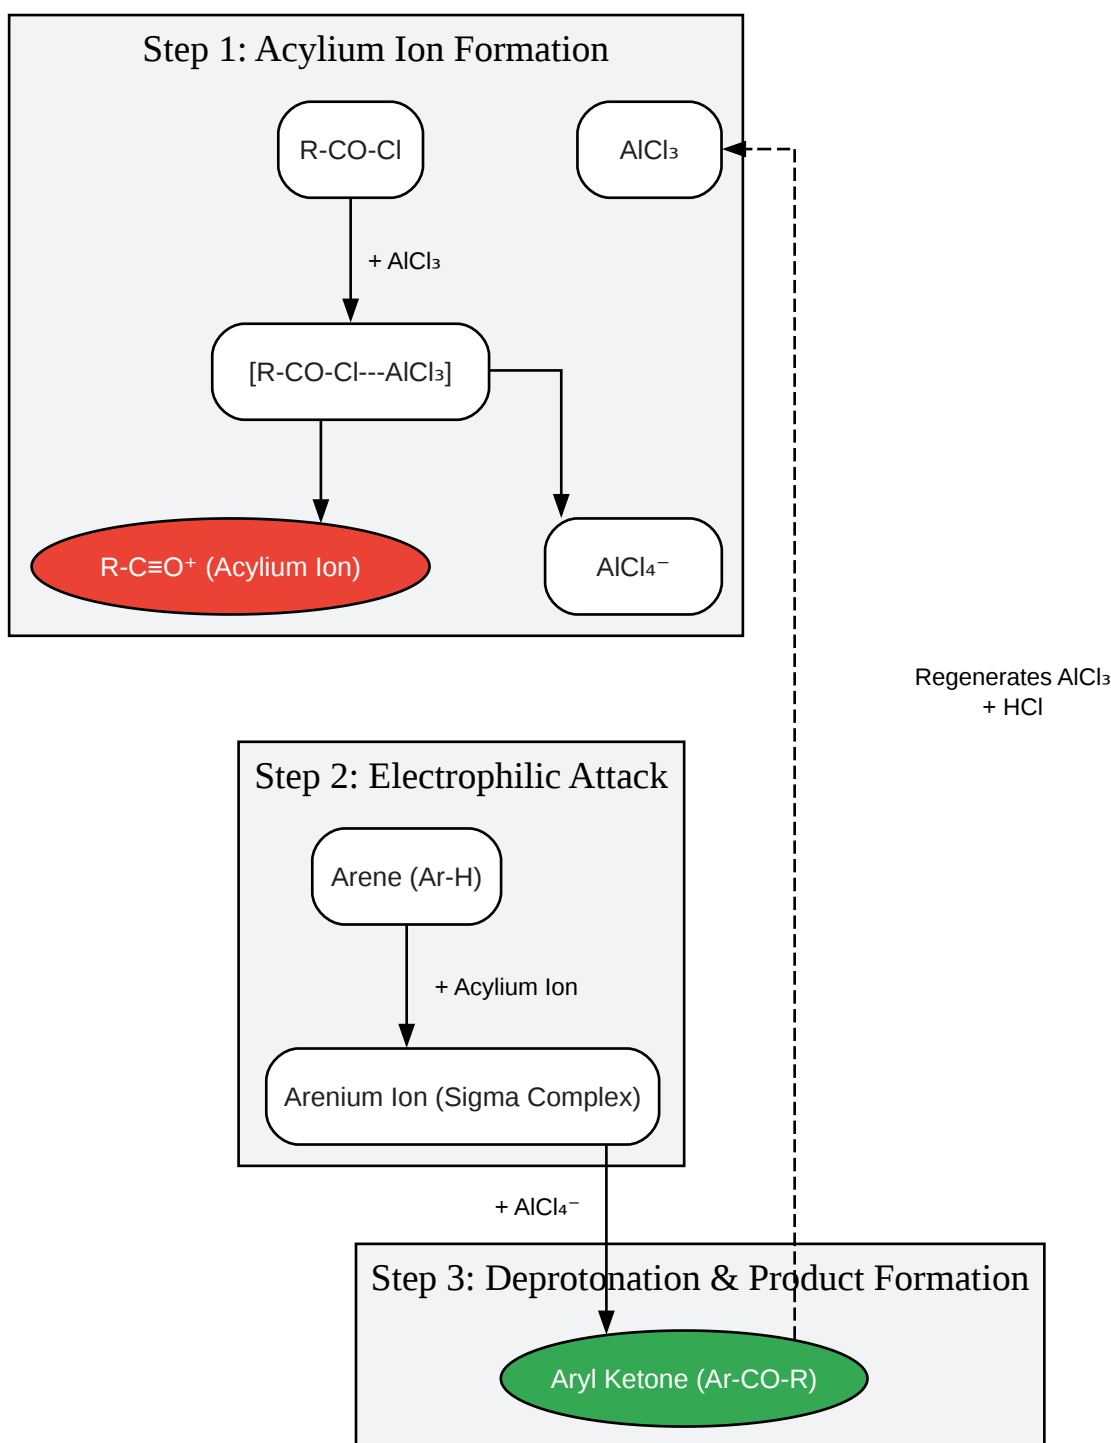 Step 1: Acylium Ion Formation
R-CO-Cl
AlCl₃
+ AlCl₃
[R-CO-Cl---AlCl₃]
R-C≡O⁺ (Acylium Ion)
AlCl₄⁻
Regenerates AlCl₃
+ HCl
Step 2: Electrophilic Attack
Arene (Ar-H)
+ Acylium Ion
Arenium Ion (Sigma Complex)
+ AlCl₄⁻
Step 3: Deprotonation & Product Formation
Aryl Ketone (Ar-CO-R)